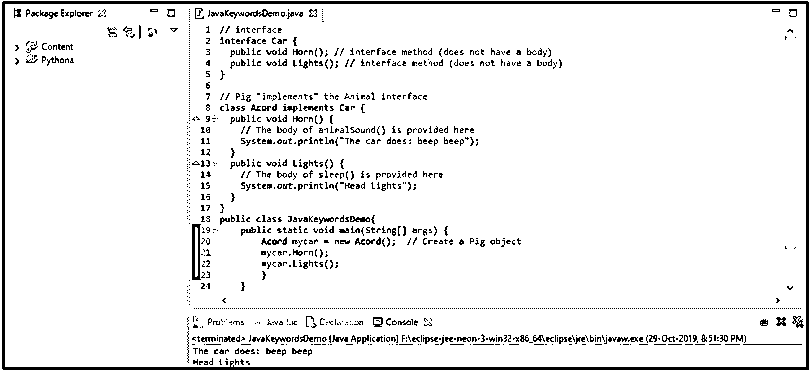 Package Explorer
JavaKeywordsDemo.java
Content
Pythona
1 // interface
2 interface Car {
3 public void Horn(); // interface method (does not have a body)
4 public void Lights(); // interface method (does not have a body)
5 }
6
7 // Pig "implements" the Animal interface
8 class Acord implements Car {
9 public void Horn() {
10 // The body of animalSound() is provided here
11 System.out.println("The car does: beep beep");
12 }
13 public void Lights() {
14 // The body of sleep() is provided here
15 System.out.println("Head Lights");
16 }
17 }
18 public class JavaKeywordsDemo{
19 public static void main(String[] args) {
20 Acord mycar = new Acord(); // Create a Pig object
21 mycar.Horn();
22 mycar.Lights();
23 }
24 }
Problems Javadoc Declaration Console
<terminated> JavaKeywordsDemo [Java Application] F:\eclipse-jee-neon-3-win32-x86_64\eclipse\jre\bin\javaw.exe (29-Oct-2019, 8:51:30 PM)
The car does: beep beep
Head Lights